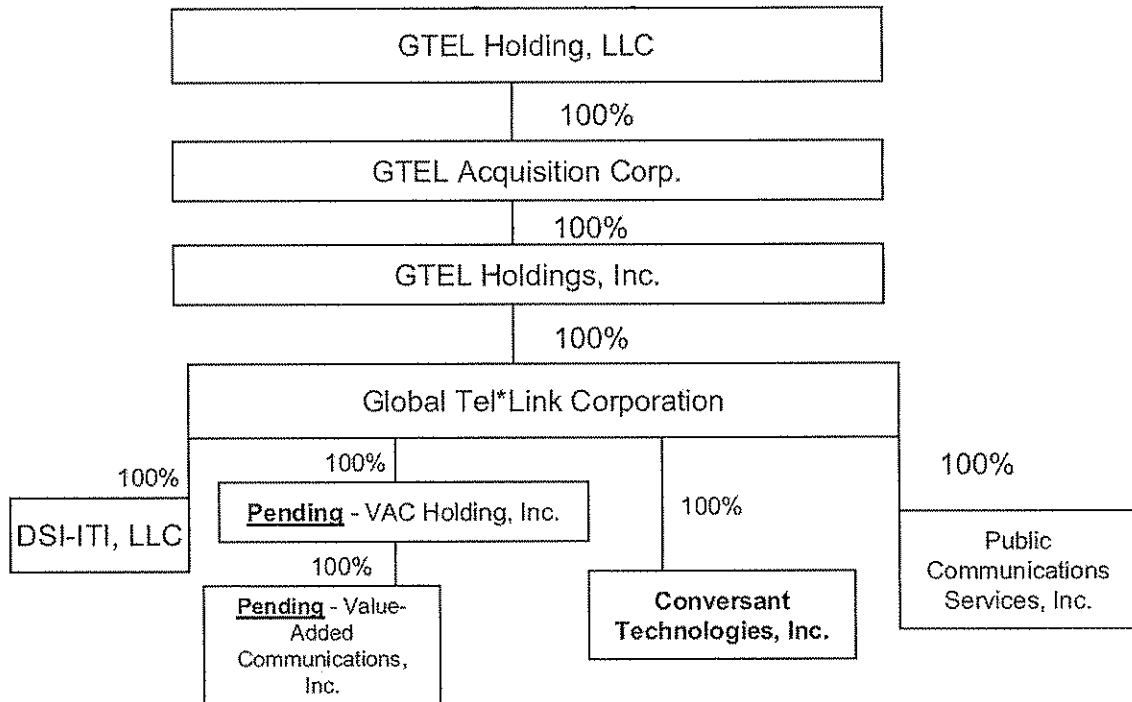 GTEL Holding, LLC
100%
GTEL Acquisition Corp.
100%
GTEL Holdings, Inc.
100%
Global Tel*Link Corporation
100%
DSI-ITI, LLC
100%
Pending - VAC Holding, Inc.
100%
Pending - Value-
Added
Communications,
Inc.
100%
Conversant
Technologies, Inc.
100%
Public
Communications
Services, Inc.